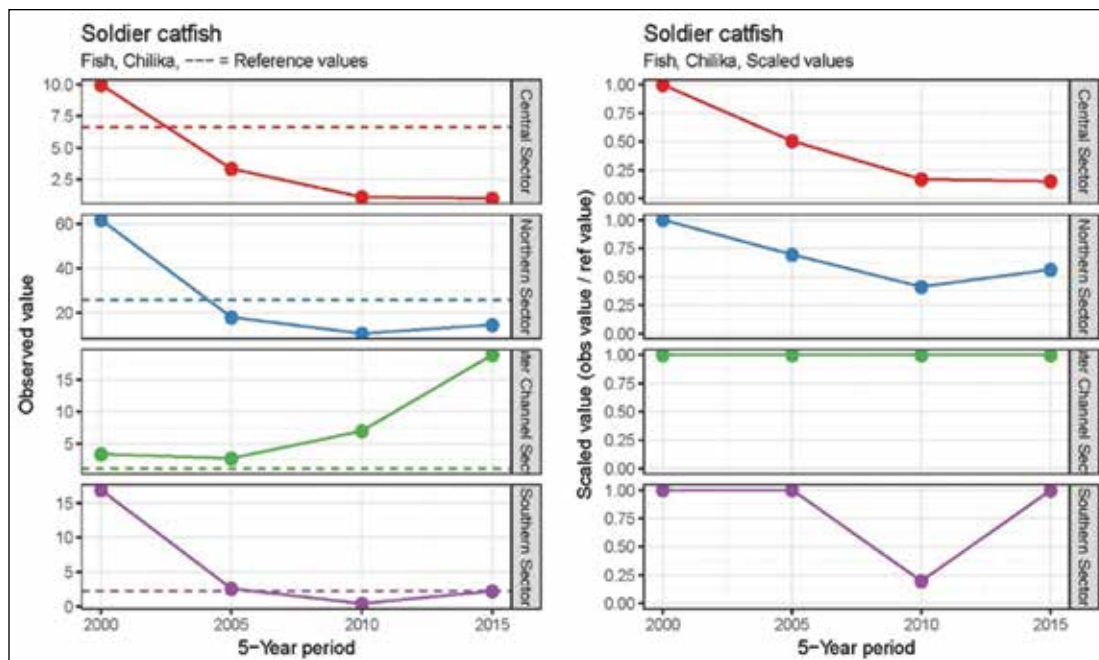 Soldier catfish
Fish, Chilika, --- = Reference values
Observed value
10.0
7.5
5.0
2.5
Central Sector
60
40
20
Northern Sector
15
10
5
ter Channel Sec
15
10
5
0
Southern Sector
2000 2005 2010 2015
5-Year period
Soldier catfish
Fish, Chilika, Scaled values
Scaled value (obs value / ref value)
1.00
0.75
0.50
0.25
0.00
Central Sector
1.00
0.75
0.50
0.25
0.00
Northern Sector
1.00
0.75
0.50
0.25
0.00
ter Channel Sec
1.00
0.75
0.50
0.25
0.00
Southern Sector
2000 2005 2010 2015
5-Year period